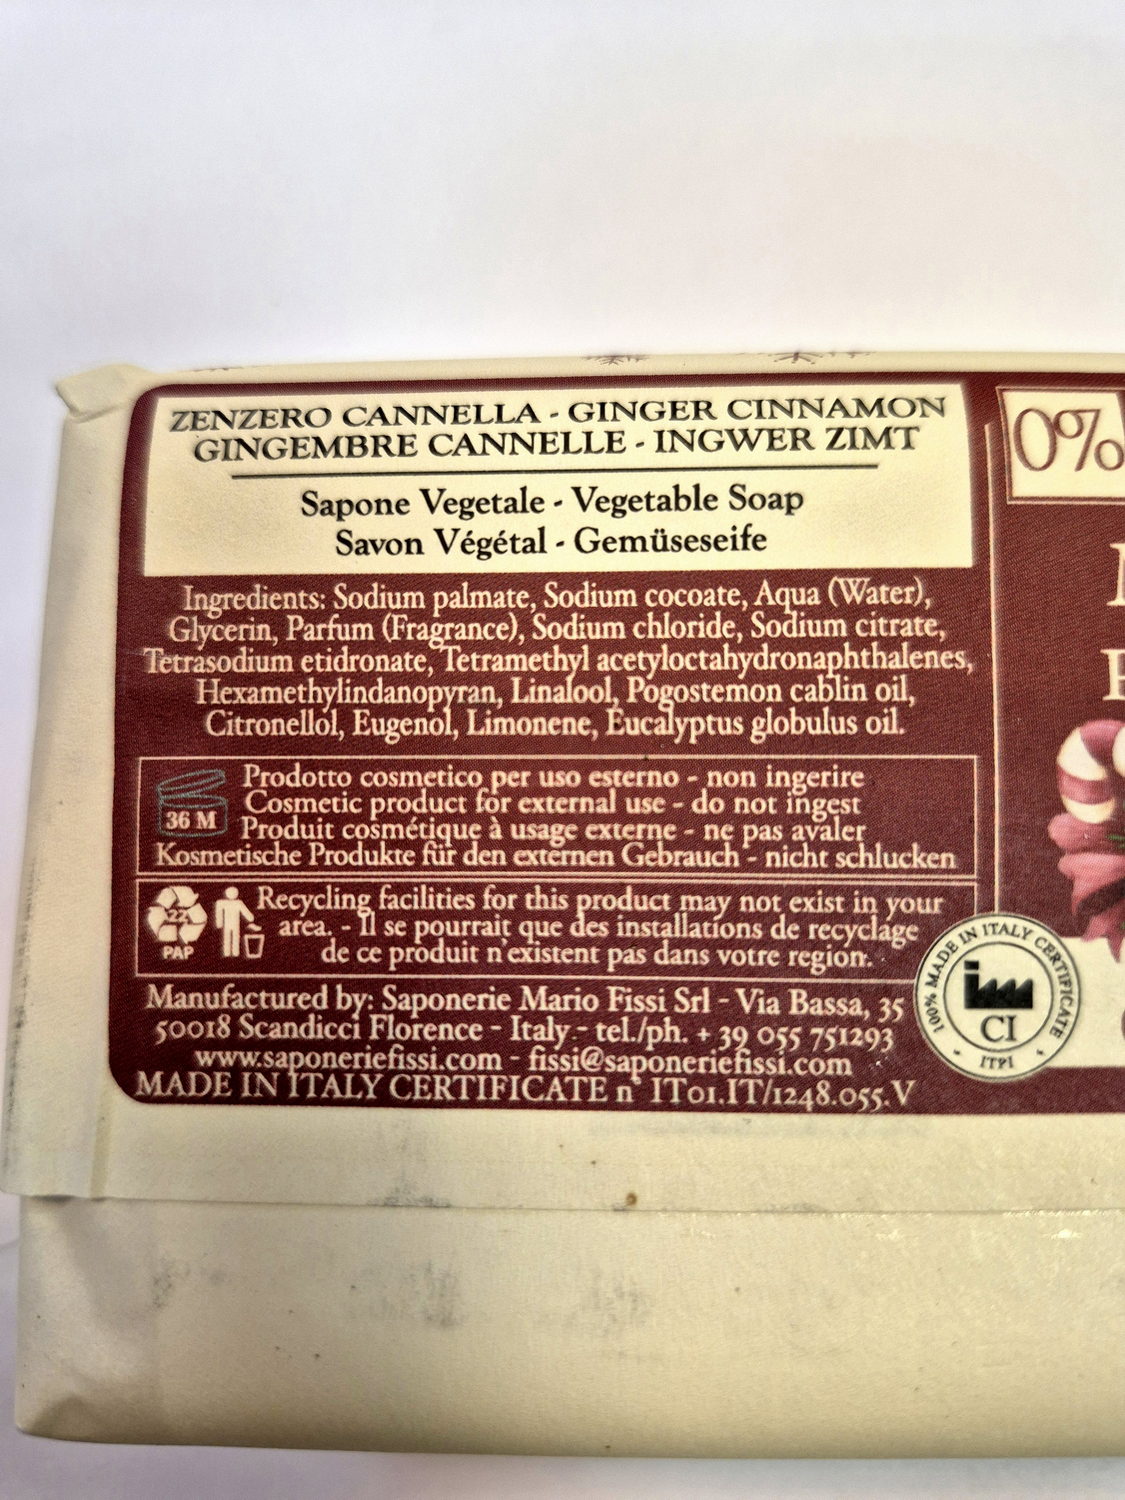 ZENZERO CANNELLA - GINGER CINNAMON
GINGEMBRE CANNELLE - INGWER ZIMT
Sapone Vegetale - Vegetable Soap
Savon Végétal - Gemüseseife
Ingredients: Sodium palmate, Sodium cocoate, Aqua (Water),
Glycerin, Parfum (Fragrance), Sodium chloride, Sodium citrate,
Tetrasodium etidronate, Tetramethyl acetyloctahydronaphthalenes,
Hexamethylindanopyran, Linalool, Pogostemon cablin oil,
Citronellol, Eugenol, Limonene, Eucalyptus globulus oil.
36 M
Prodotto cosmetico per uso esterno - non ingerire
Cosmetic product for external use - do not ingest
Produit cosmétique à usage externe - ne pas avaler
Kosmetische Produkte für den externen Gebrauch - nicht schlucken
22
PAP
Recycling facilities for this product may not exist in your
area. - Il se pourrait que des installations de recyclage
de ce produit n'existent pas dans votre region.
Manufactured by: Saponerie Mario Fissi Srl - Via Bassa, 35
50018 Scandicci Florence - Italy - tel./ph. + 39 055 751293
www.saponeriefissi.com - fissi@saponeriefissi.com
MADE IN ITALY CERTIFICATE n° IT01.IT/1248.055.V
100% MADE IN ITALY CERTIFICATE
CI
ITPI
0%